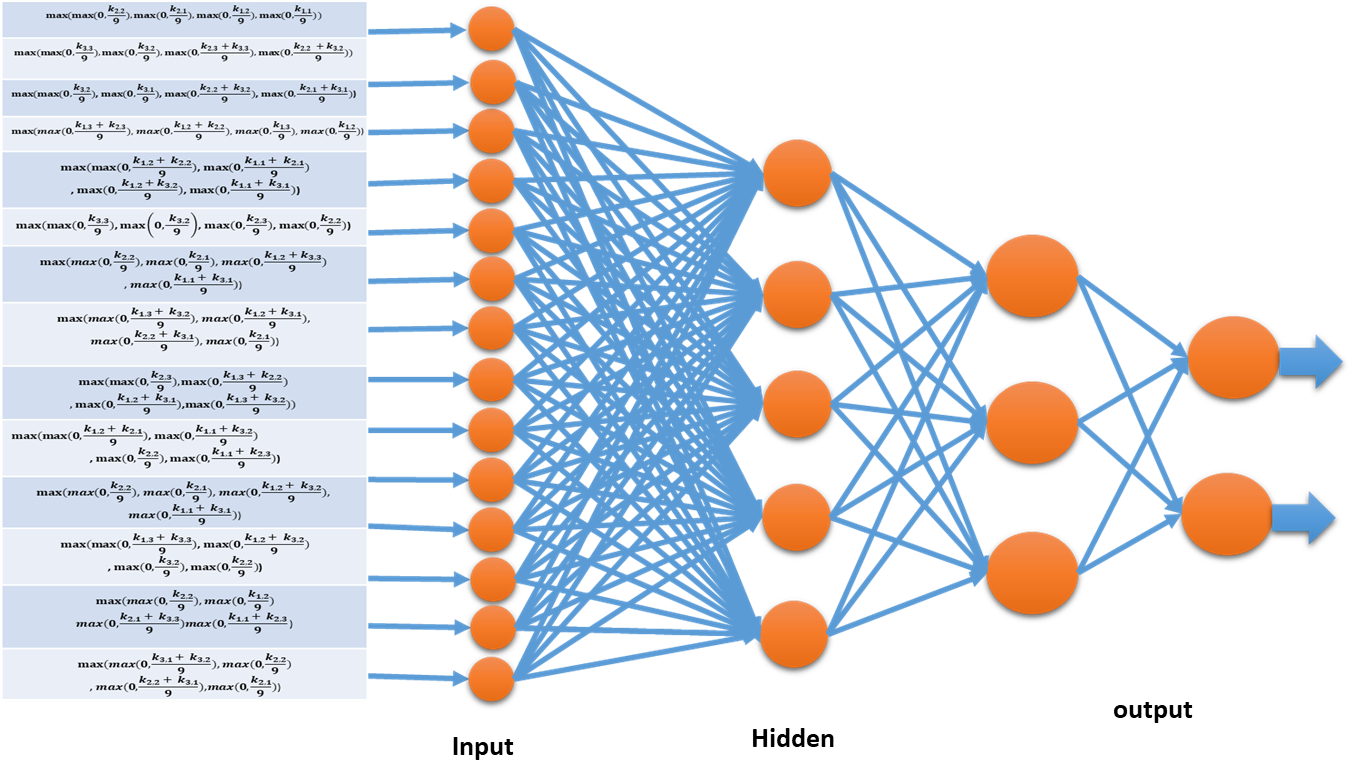 max(max(0,k2.2/9),max(0,k2.1/9), max(0,k1.2/9), max(0,k1.1/9))
max(max(0,k3.3/9), max(0,k3.2/9), max(0,k2.3 + k3.3/9), max(0,k2.2 + k3.2/9))
max(max(0,k3.2/9), max(0,k3.1/9), max(0,k2.2 + k3.2/9), max(0,k2.1 + k3.1/9)}
max(max(0,k1.3 + k2.3/9), max(0,k1.2 + k2.2/9), max(0,k1.3/9), max(0,k1.2/9)}
max(max(0,k1.2 + k2.2/9), max(0,k1.1 + k2.1/9)
, max(0,k1.2 + k3.2/9), max(0,k1.1 + k3.1/9)}
max(max(0,k3.3/9), max(0,k3.2/9), max(0,k2.3/9), max(0,k2.2/9)}
max(max(0,k2.2/9), max(0,k2.1/9), max(0,k1.2 + k3.3/9)
, max(0,k1.1 + k3.1/9)}
max(max(0,k1.3 + k3.2/9), max(0,k1.2 + k3.1/9),
max(0,k2.2 + k3.1/9), max(0,k2.1/9)}
max(max(0,k2.3/9),max(0,k1.3 + k2.2/9)
, max(0,k1.2 + k3.1/9),max(0,k1.3 + k3.2/9))
max(max(0,k1.2 + k2.1/9), max(0,k1.1 + k3.2/9)
, max(0,k2.2/9), max(0,k1.1 + k2.3/9)}
max(max(0,k2.2/9), max(0,k2.1/9), max(0,k1.2 + k3.2/9),
max(0,k1.1 + k3.1/9)}
max(max(0,k1.3 + k3.3/9), max(0,k1.2 + k3.2/9)
, max(0,k3.2/9), max(0,k2.2/9)}
max(max(0,k2.2/9), max(0,k1.2/9)
max(0,k2.1 + k3.3/9)max(0,k1.1 + k2.3/9}
max(max(0,k3.1 + k3.2/9), max(0,k2.2/9)
, max(0,k2.2 + k3.1/9),max(0,k2.1/9)}
Input
Hidden
output